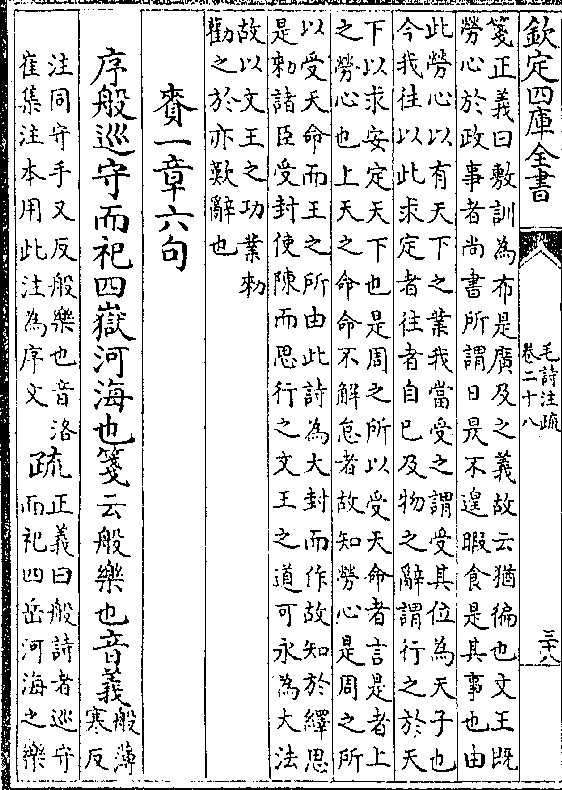 欽定四庫全書
毛詩注疏
卷二十八
三十八
箋正義曰敷訓為布是廣及之義故云猶徧也文王既
勞心於政事者尚書所謂日昃不遑暇食是其事也由
此勞心以有天下之業我當受之謂受其位為天子也
今我往以此求定者往者自已及物之辭謂行之於天
下以求安定天下也是周之所以受天命者言是者上
之勞心也上天之命命不解怠者故知勞心是周之所
以受天命而王之所由此詩為大封而作故知於繹思
是勑諸臣受封使陳而思行之文王之道可永為大法
故以文王之功業勑
勸之於亦歎辭也
賚一章六句
序般巡守而祀四嶽河海也箋云般樂也音義般薄
寒反
注同守手又反般樂也音洛
崔集注本用此注為序文
疏正義曰般詩者巡守
而祀四岳河海之樂